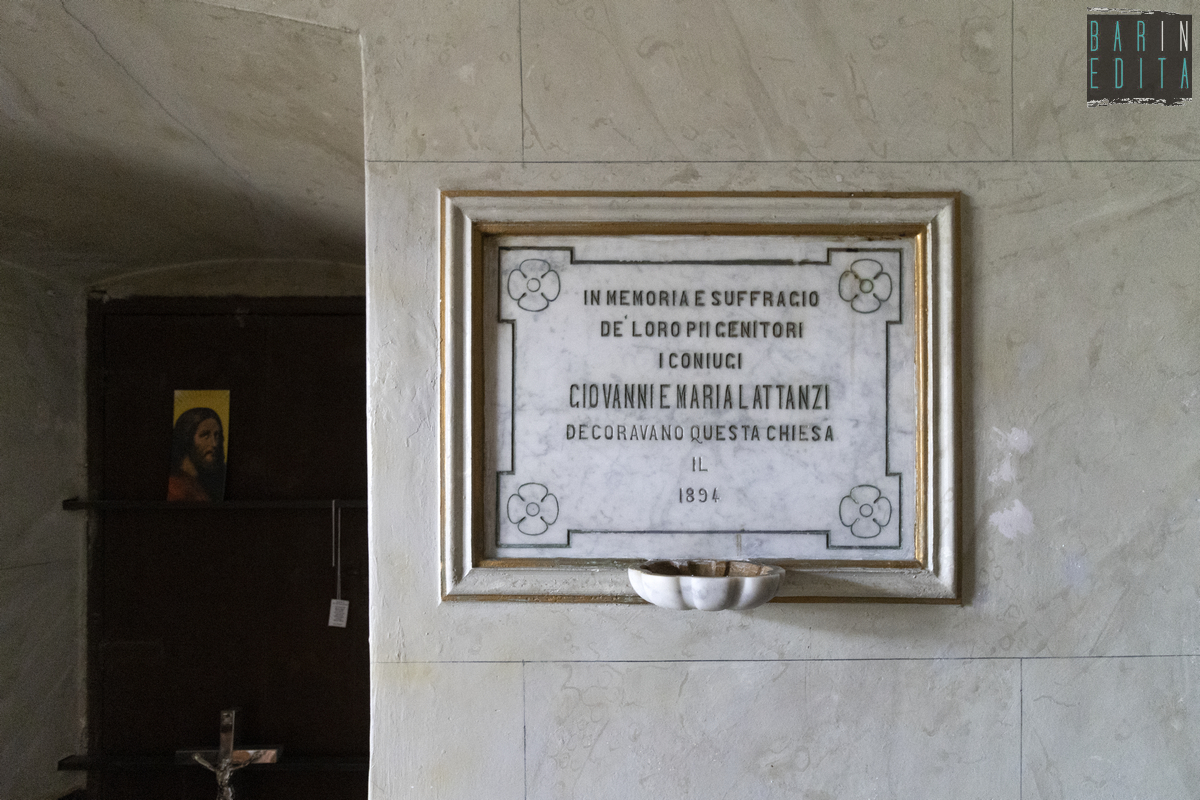 BARIN
EDITA
IN MEMORIA E SUFFRAGIO
DE' LORO PII GENITORI
I CONIUGI
GIOVANNI E MARIA LATTANZI
DECORAVANO QUESTA CHIESA
IL
1894